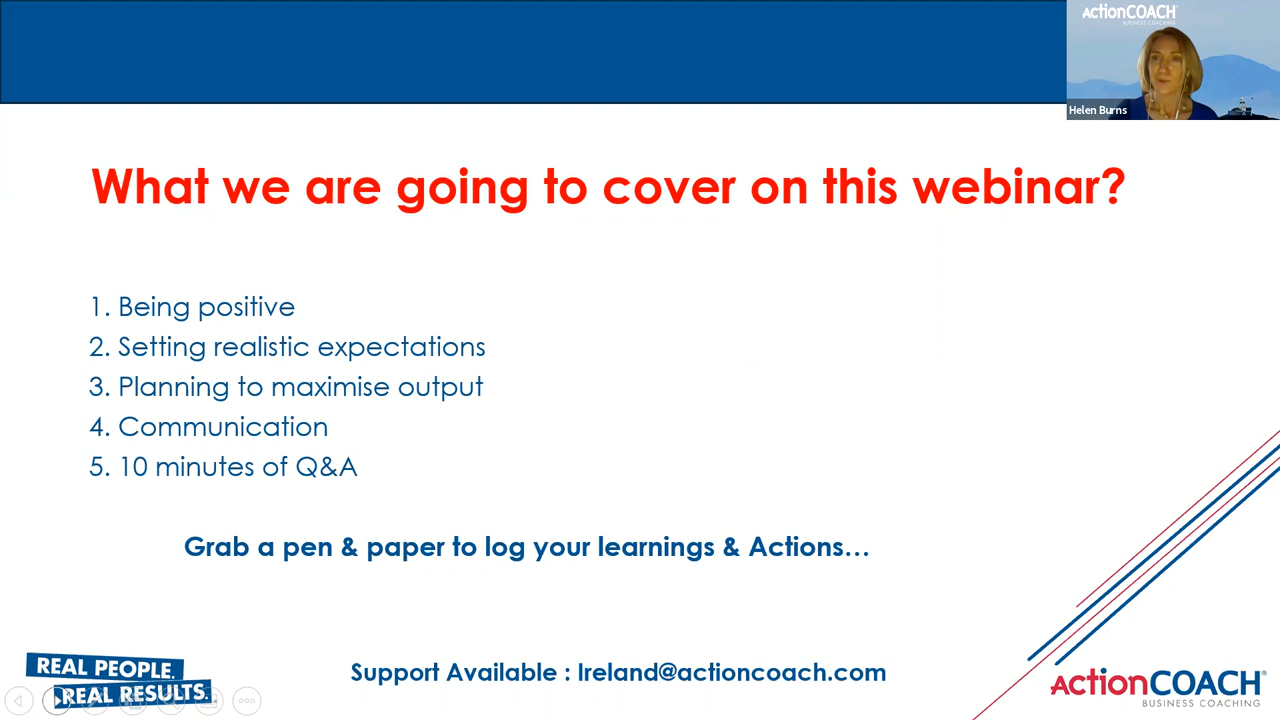 actionCOACH
BUSINESS COACHING
Helen Burns
What we are going to cover on this webinar?
1. Being positive
2. Setting realistic expectations
3. Planning to maximise output
4. Communication
5. 10 minutes of Q&A
Grab a pen & paper to log your learnings & Actions…
REAL PEOPLE.
REAL RESULTS.
Support Available : Ireland@actioncoach.com
actionCOACH®
BUSINESS COACHING